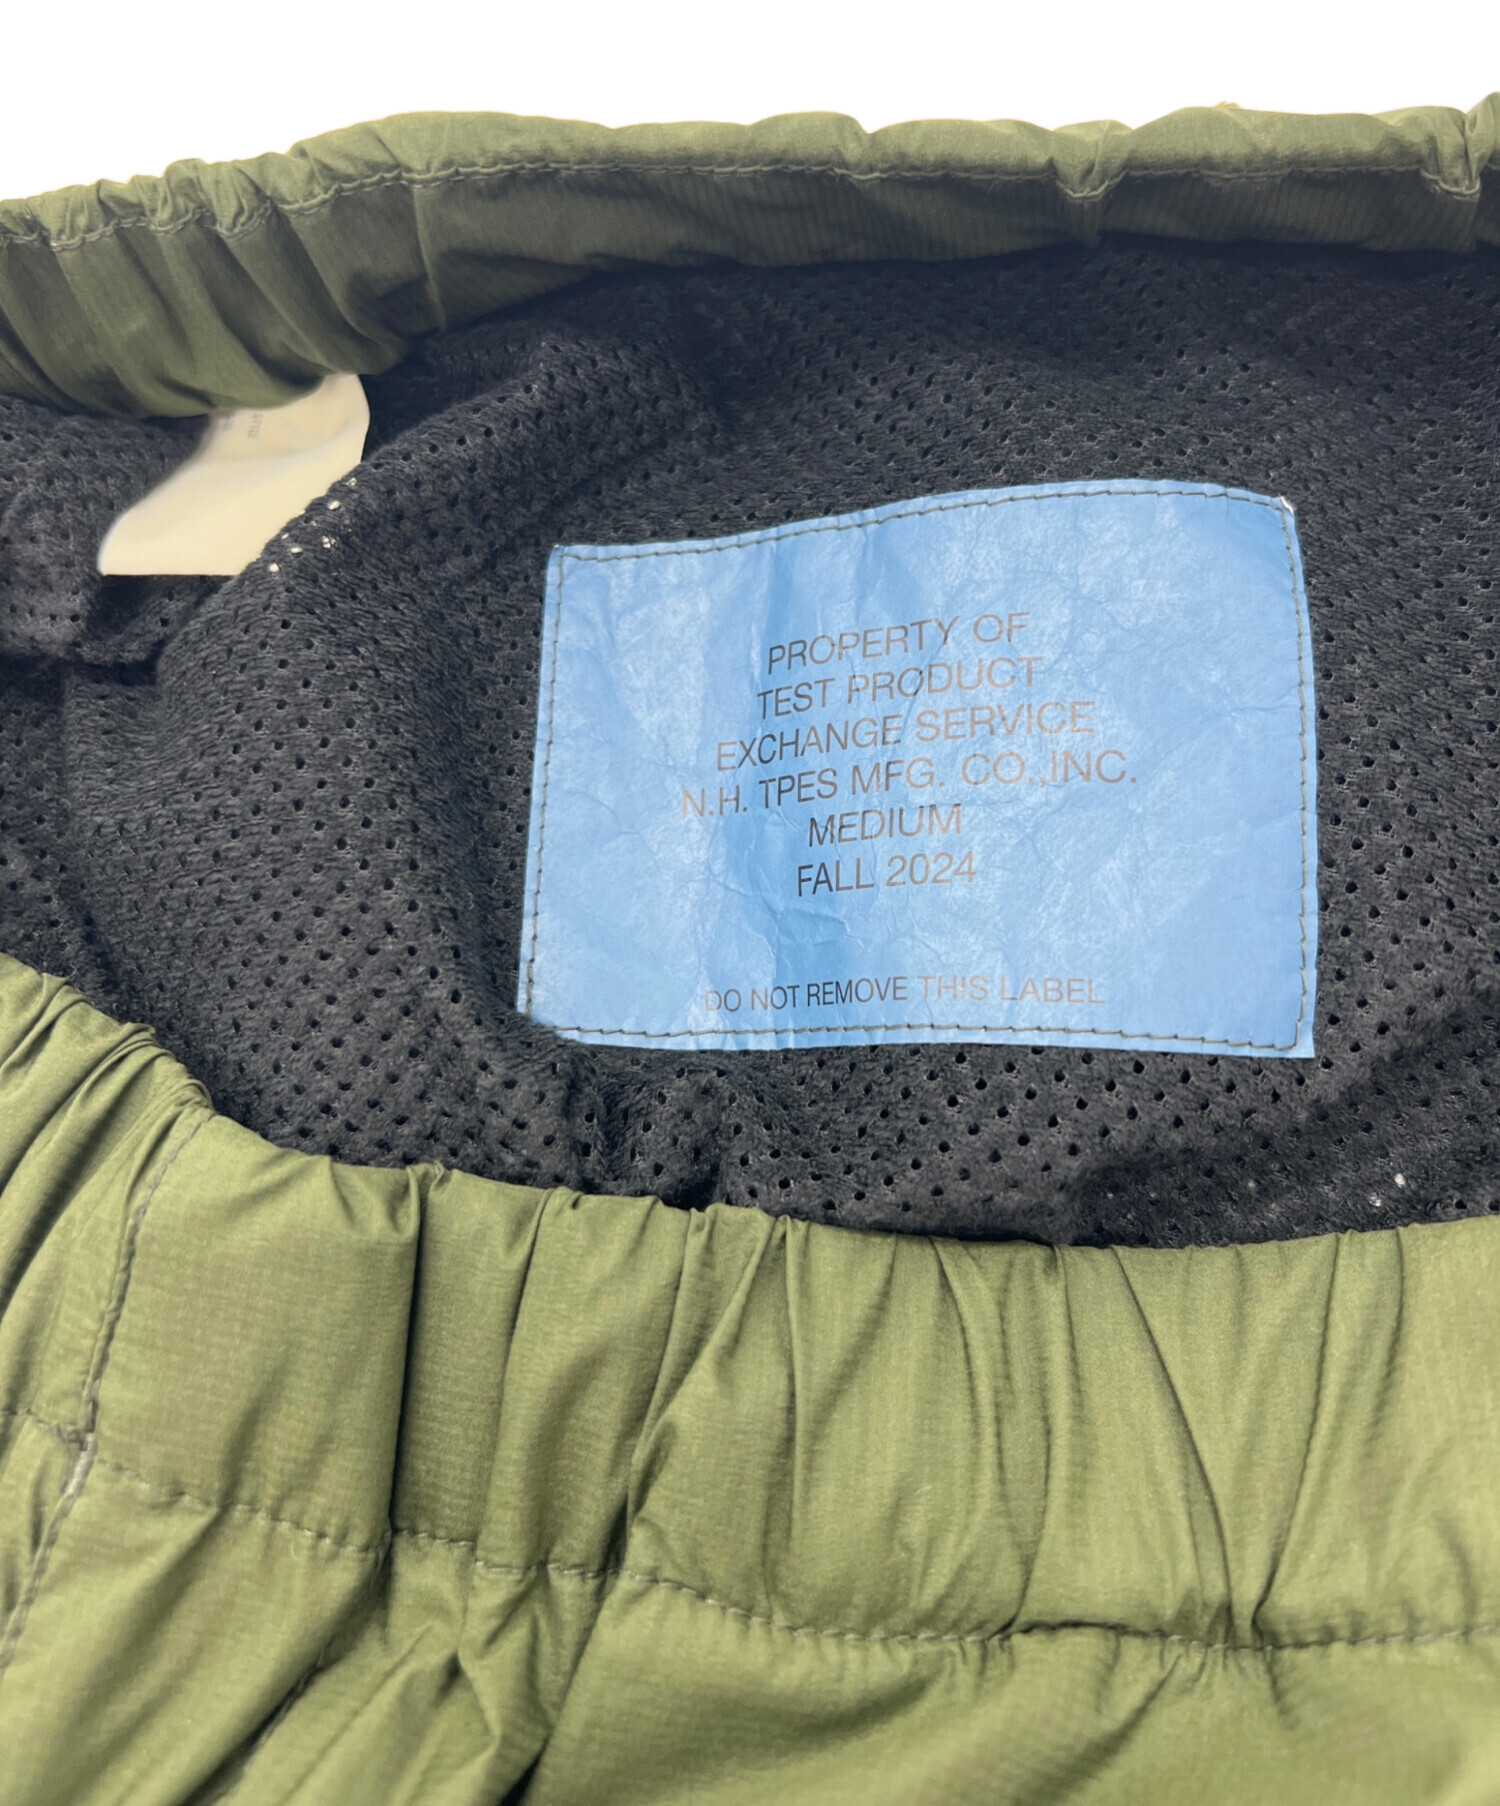 PROPERTY OF
TEST PRODUCT
EXCHANGE SERVICE
N.H. TPES MFG. CO.,INC.
MEDIUM
FALL 2024
DO NOT REMOVE THIS LABEL